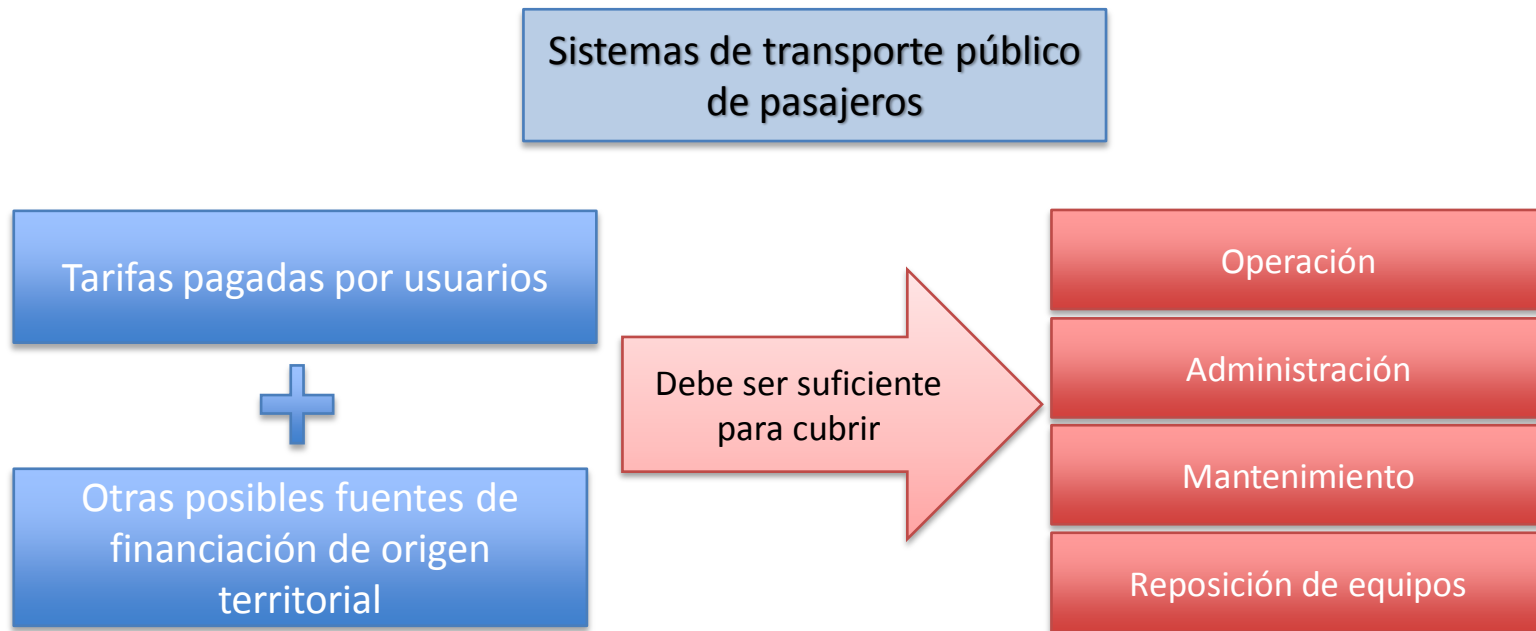 Sistemas de transporte público
de pasajeros
Tarifas pagadas por usuarios
Otras posibles fuentes de
financiación de origen
territorial
Debe ser suficiente
para cubrir
Operación
Administración
Mantenimiento
Reposición de equipos